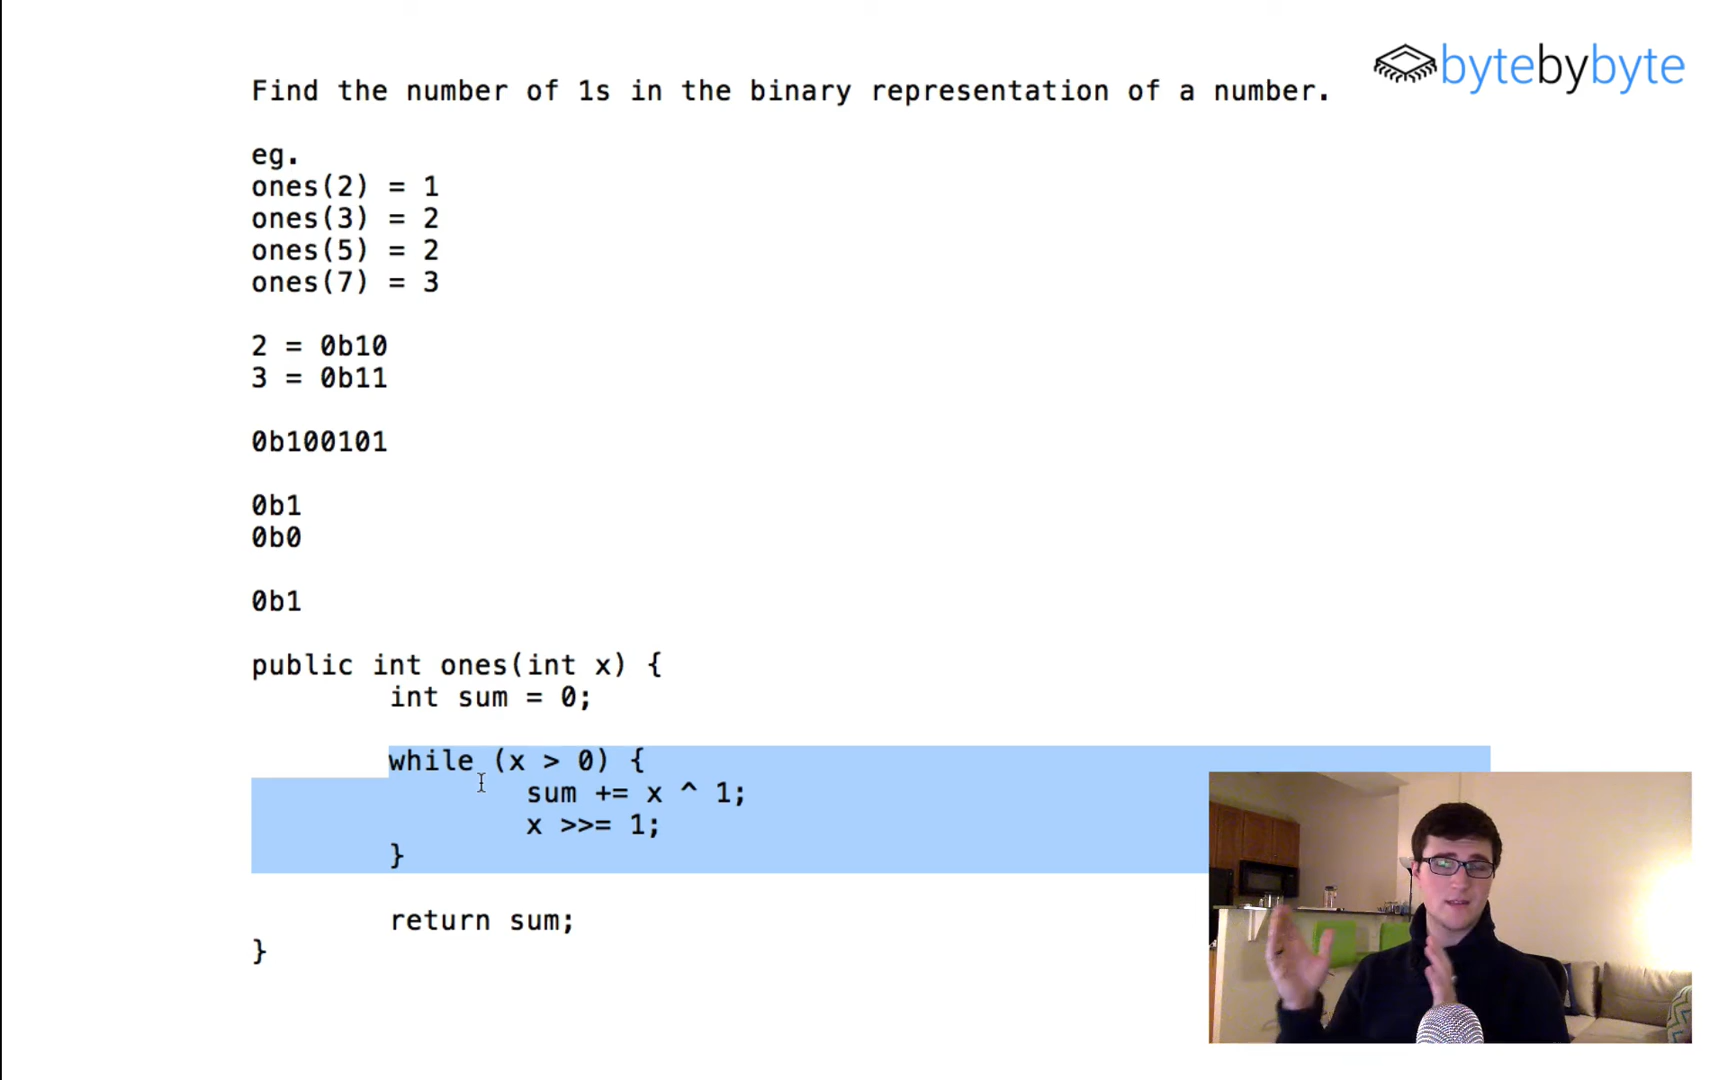 bytebybyte
Find the number of 1s in the binary representation of a number.
eg.
ones(2) = 1
ones(3) = 2
ones(5) = 2
ones(7) = 3
2 = 0b10
3 = 0b11
0b100101
0b1
0b0
0b1
public int ones(int x) {
int sum = 0;
while (x > 0) {
sum += x ^ 1;
x >>= 1;
}
return sum;
}